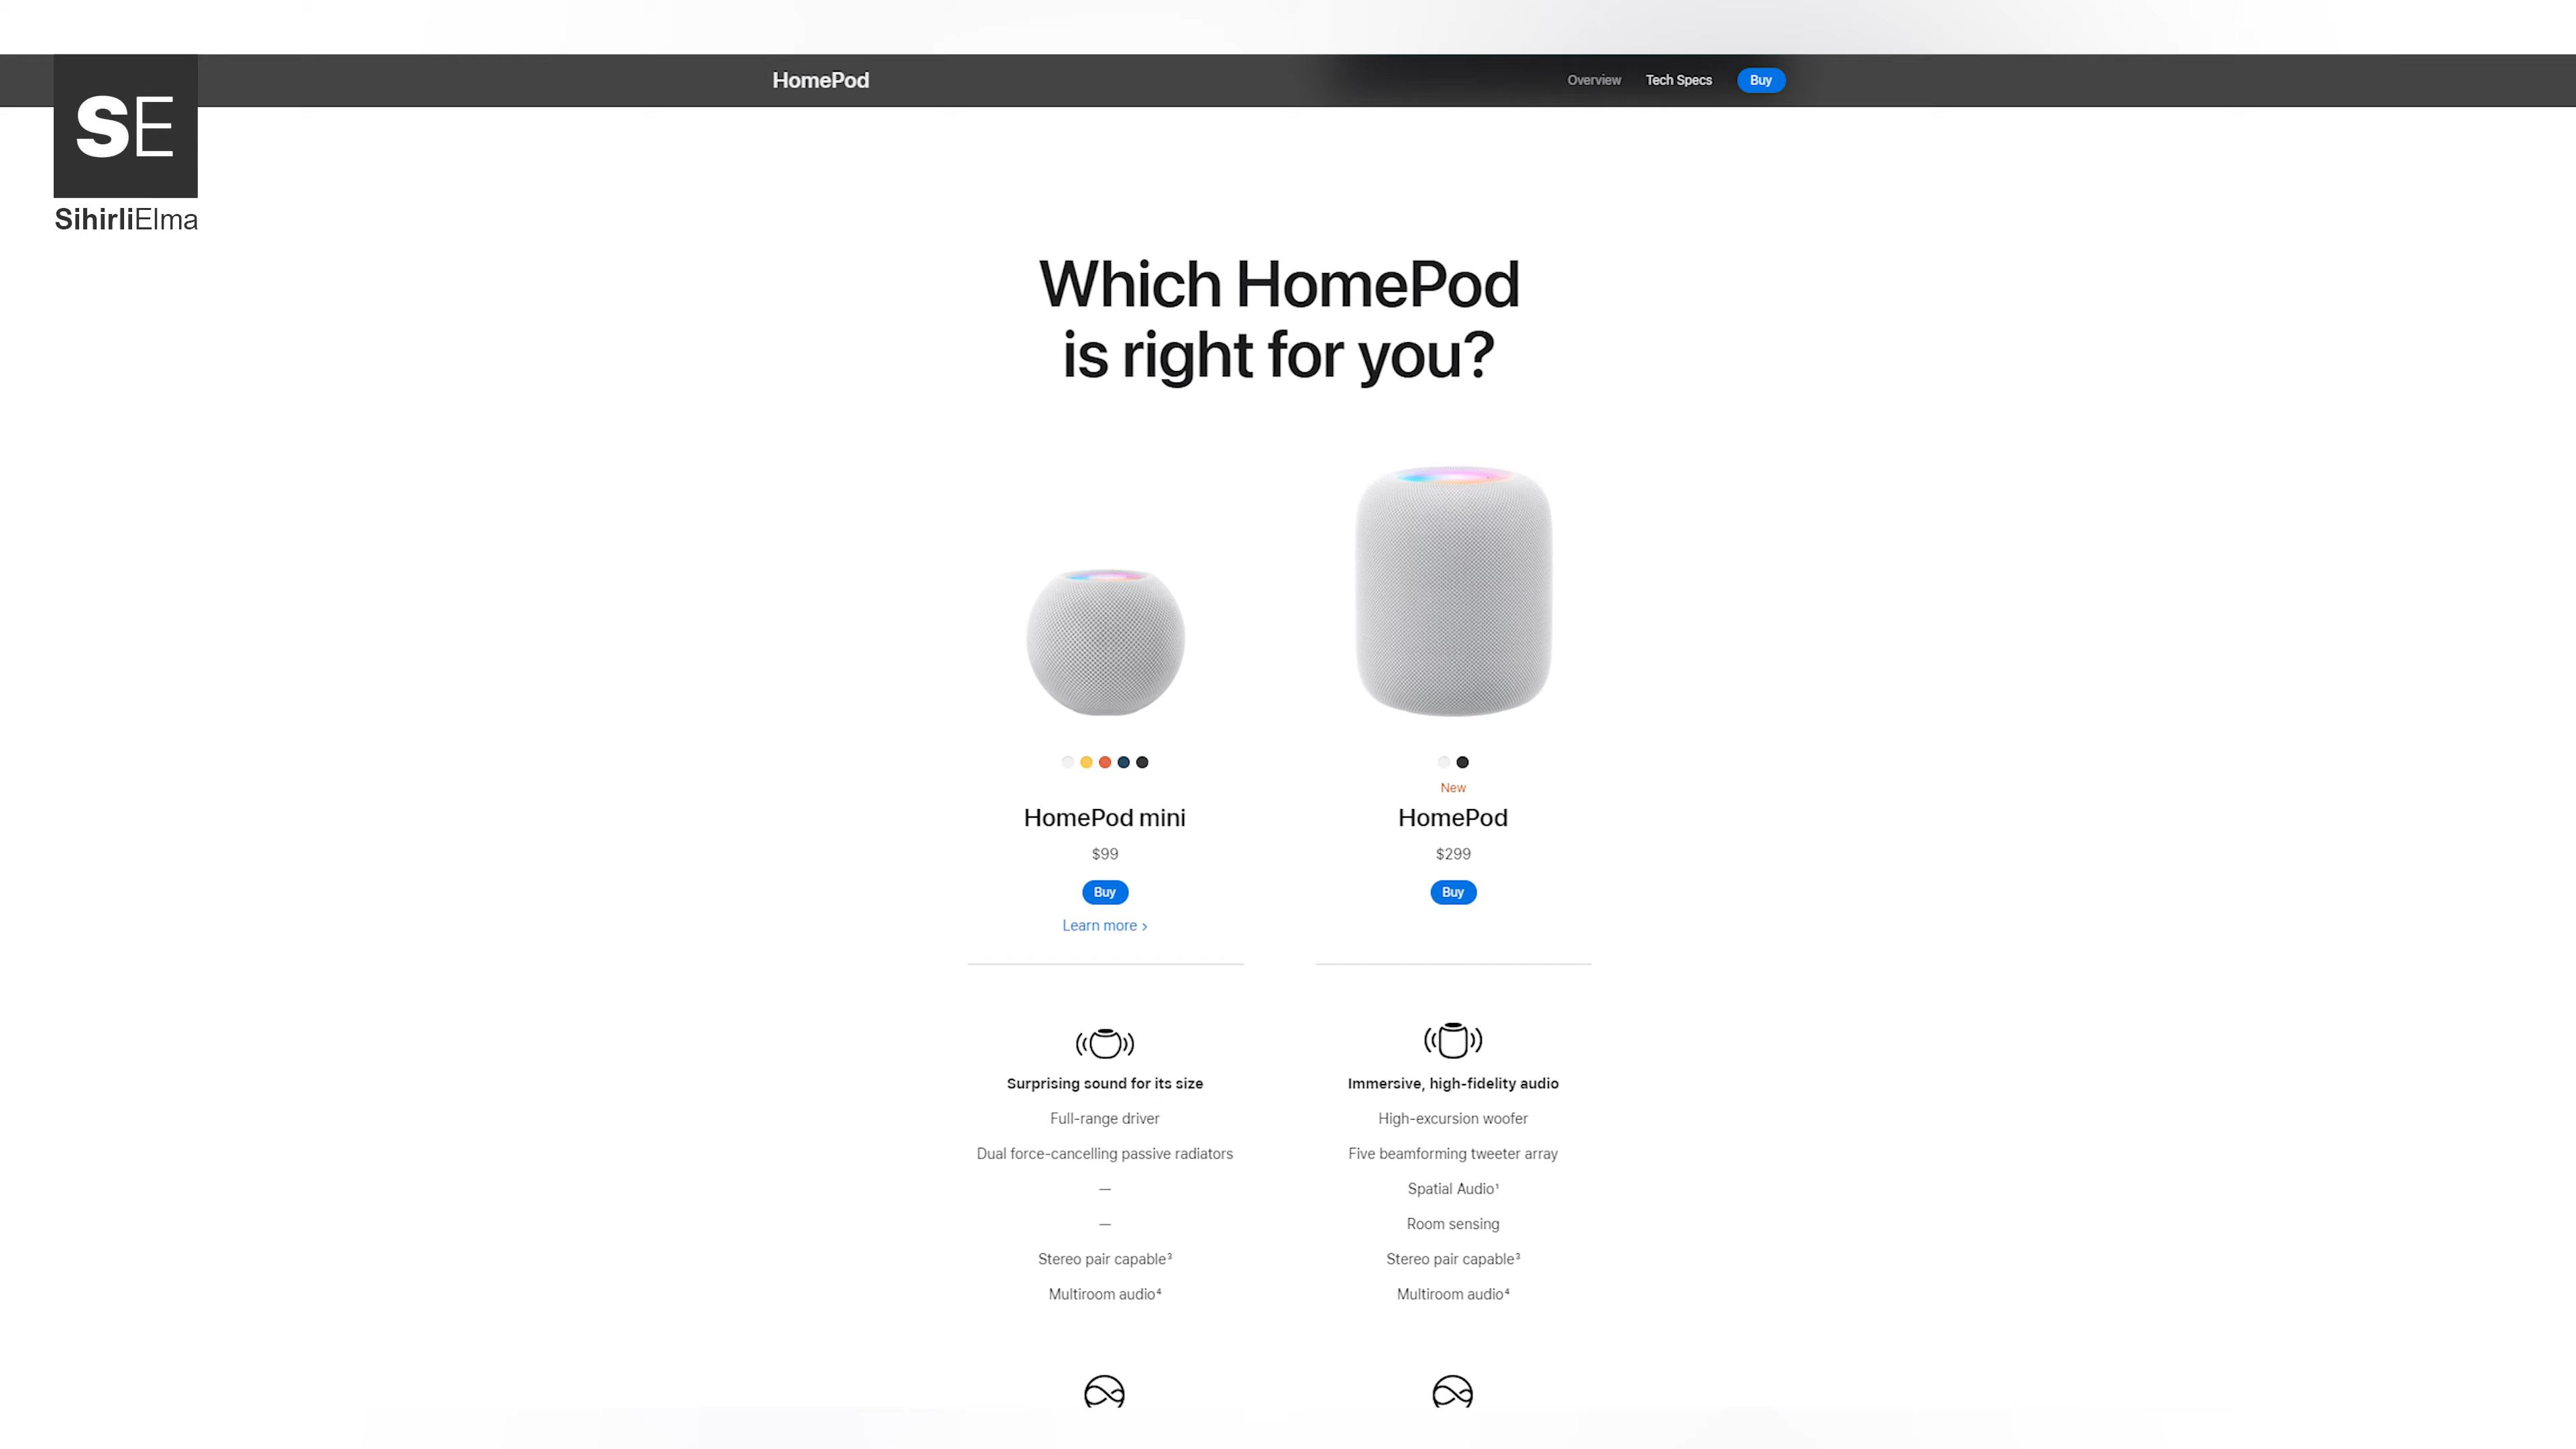 HomePod
Overview
Tech Specs
Buy
SE
SihirliElma
Which HomePod
is right for you?
HomePod mini
$99
Buy
Learn more >
New
HomePod
$299
Buy
Surprising sound for its size
Full-range driver
Dual force-cancelling passive radiators
—
—
Stereo pair capable³
Multiroom audio⁴
Immersive, high-fidelity audio
High-excursion woofer
Five beamforming tweeter array
Spatial Audio¹
Room sensing
Stereo pair capable³
Multiroom audio⁴